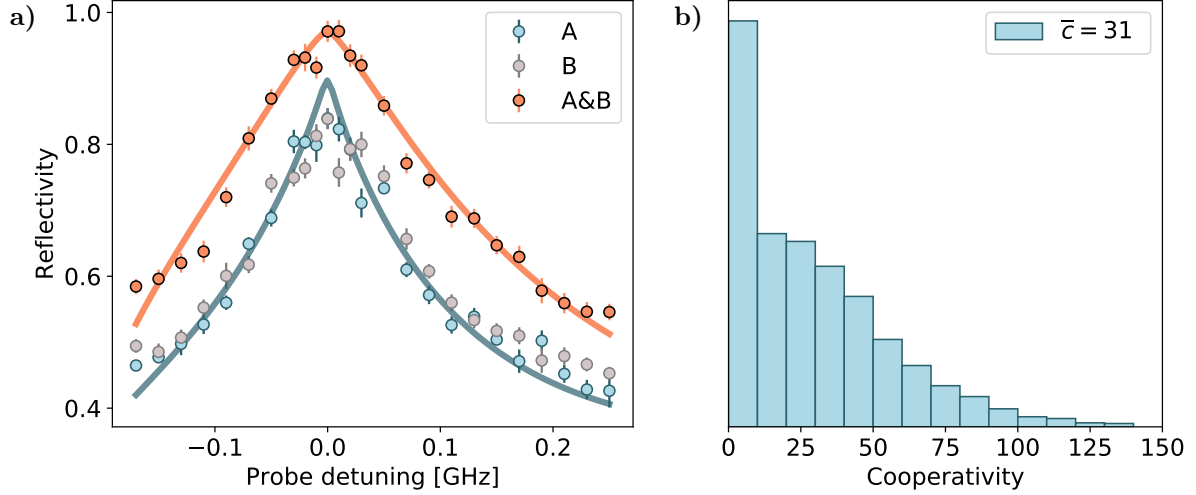 a)
1.0
0.8
0.6
0.4
Reflectivity
A
B
A&B
−0.1
0.0
0.1
0.2
Probe detuning [GHz]
b)
c̅ = 31
0
25
50
75
100
125
150
Cooperativity